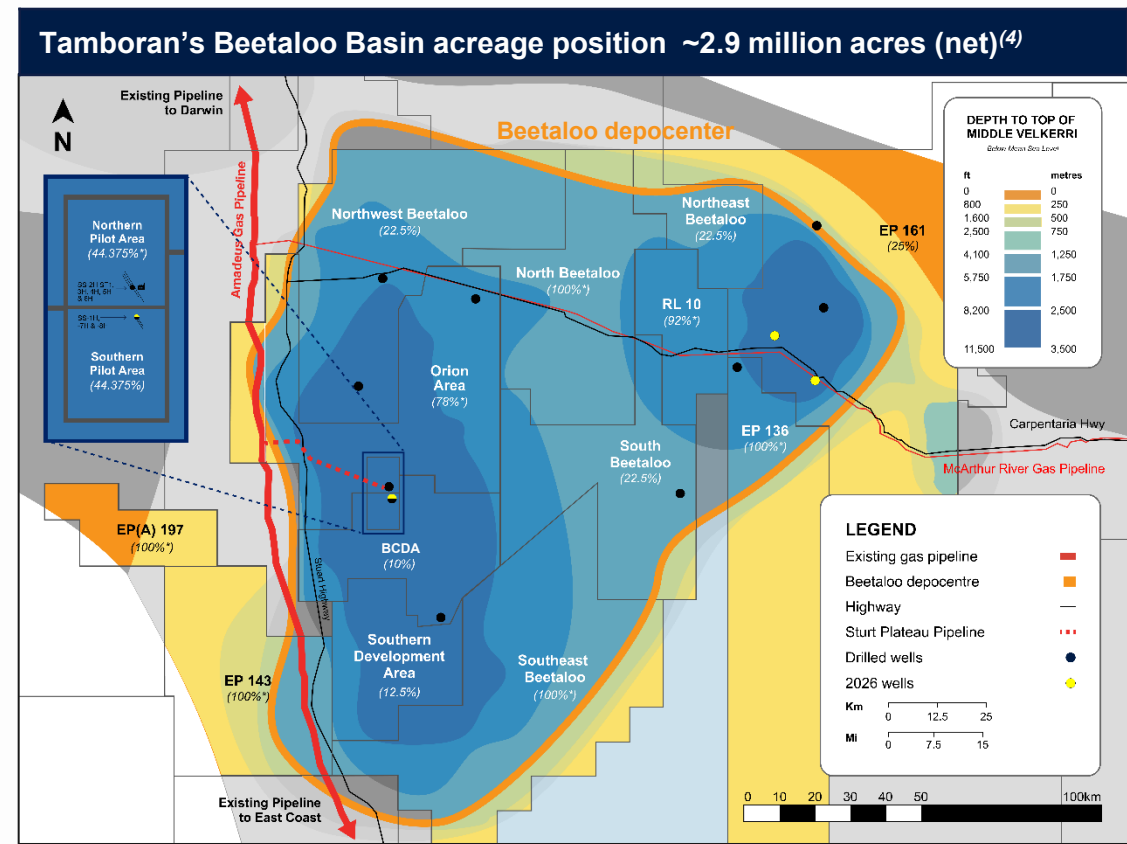 Tamboran's Beetaloo Basin acreage position ~2.9 million acres (net)(4)
Existing Pipeline
to Darwin
N
Amadeus Gas Pipeline
Beetaloo depocenter
Northern
Pilot Area
(44.375%*)
Southern
Pilot Area
(44.375%)
Northwest Beetaloo
(22.5%)
Northeast
Beetaloo
(22.5%)
EP 161
(25%)
North Beetaloo
(100%*)
RL 10
(92%*)
Orion
Area
(78%*)
EP 136
(100%*)
South
Beetaloo
(22.5%)
Carpentaria Hwy
McArthur River Gas Pipeline
EP(A) 197
(100%*)
BCDA
(10%)
Stuart Highway
Southern
Development
Area
(12.5%)
Southeast
Beetaloo
(100%*)
EP 143
(100%*)
Existing Pipeline
to East Coast
DEPTH TO TOP OF
MIDDLE VELKERRI
Below Mean Sea Level
ft metres
0 0
800 250
1,600 500
2,500 750
4,100 1,250
5,750 1,750
8,200 2,500
11,500 3,500
LEGEND
Existing gas pipeline
Beetaloo depocentre
Highway
Sturt Plateau Pipeline
Drilled wells
2026 wells
Km
0 12.5 25
Mi
0 7.5 15
0 10 20 30 40 50 100km